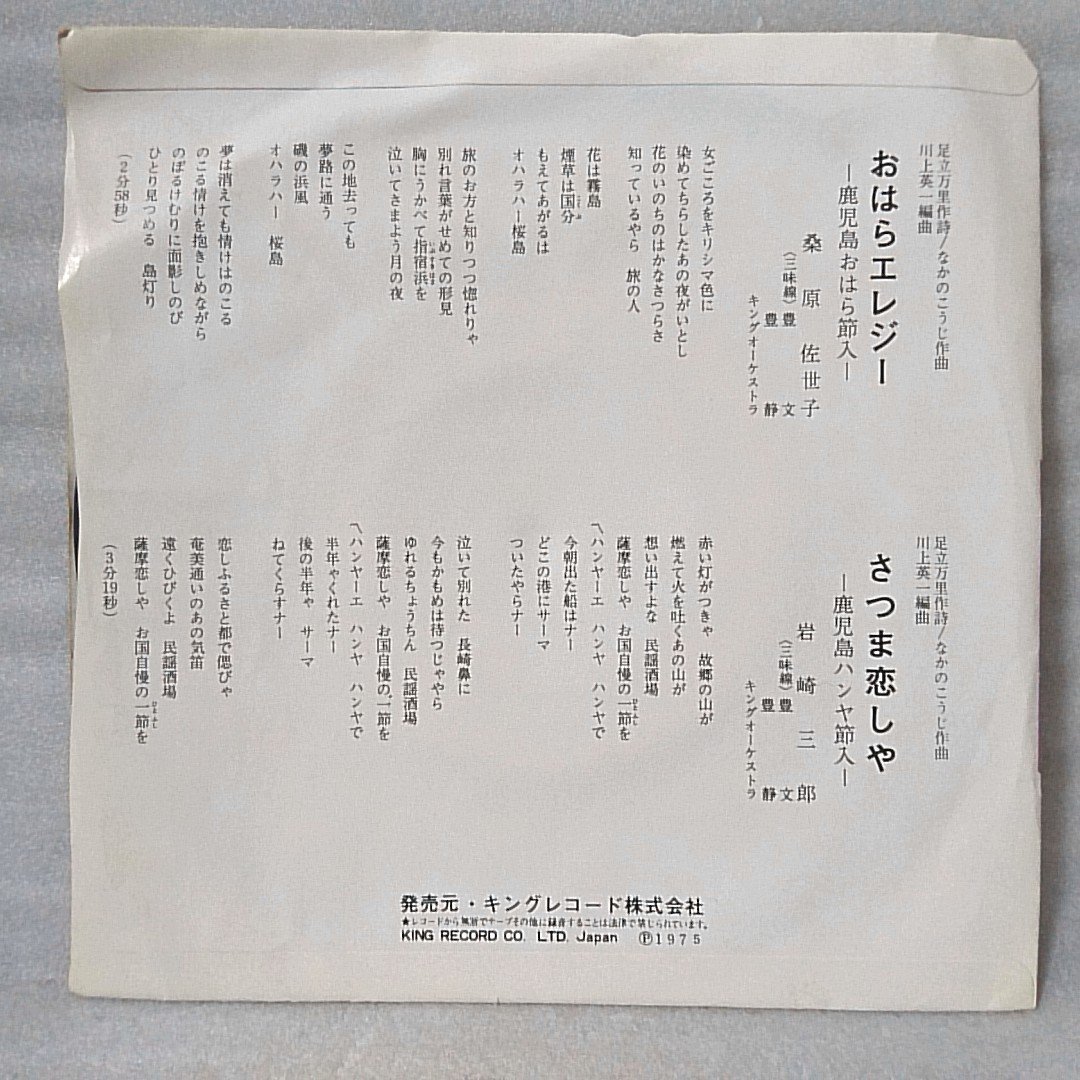 足立万里作詩/なかのこうじ作曲
川上英一編曲
おはらエレジー
—鹿児島おはら節入—
桑原佐世子
(三味線)豊文
豊静
キングオーケストラ
女ごころをキリシマ色に
染めてちらしたあの夜がいとし
花のいのちのはかなさつらさ
知っているやら 旅の人
花は霧島
煙草は国分
もえてあがるは
オハラハー桜島
旅のお方と知りつつ惚れりゃ
別れ言葉がせめての形見
胸にうかべて指宿浜を
泣いてさまよう月の夜
この地去っても
夢路に通う
磯の浜風
オハラハー 桜島
夢は消えても情けはのこる
のこる情けを抱きしめながら
のぼるけむりに面影しのび
ひとり見つめる 島灯り
(2分58秒)
足立万里作詩/なかのこうじ作曲
川上英一編曲
さつま恋しや
—鹿児島ハンヤ節入—
岩崎三郎
(三味線)豊文
豊静
キングオーケストラ
赤い灯がつきゃ 故郷の山が
燃えて火を吐くあの山が
想い出すよな 民謡酒場
薩摩恋しや お国自慢の一節を
〽ハンヤーエ ハンヤ ハンヤで
今朝出た船はナー
どこの港にサーマ
ついたやらナー
泣いて別れた 長崎鼻に
今もかもめは待つじゃやら
ゆれるちょうちん 民謡酒場
薩摩恋しや お国自慢の一節を
〽ハンヤーエ ハンヤ ハンヤで
半年ゃくれたナー
後の半年ゃ サーマ
ねてくらすナー
恋しふるさと都で偲びゃ
奄美通いのあの気笛
遠くひびくよ 民謡酒場
薩摩恋しや お国自慢の一節を
(3分19秒)
発売元・キングレコード株式会社
★レコードから無断でテープその他に録音することは法律で禁じられています。
KING RECORD CO. LTD. Japan Ⓟ1975